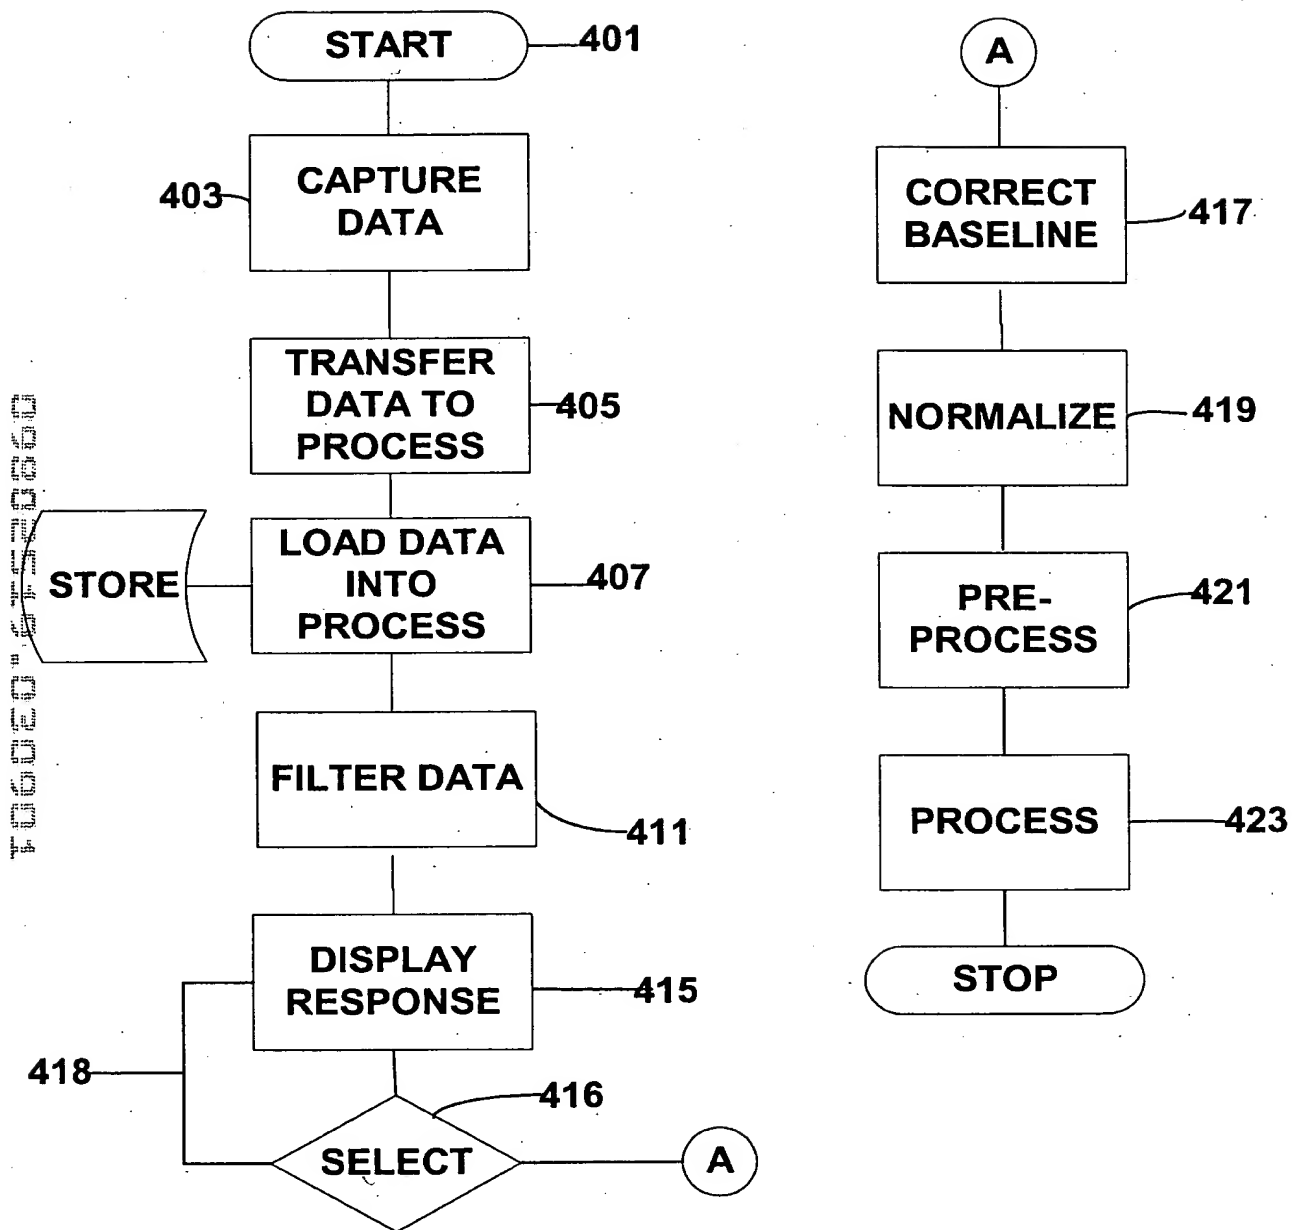 START
401
CAPTURE
DATA
403
TRANSFER
DATA TO
PROCESS
405
STORE
LOAD DATA
INTO
PROCESS
407
FILTER DATA
411
DISPLAY
RESPONSE
415
418
416
SELECT
A
A
CORRECT
BASELINE
417
NORMALIZE
419
PRE-
PROCESS
421
PROCESS
423
STOP